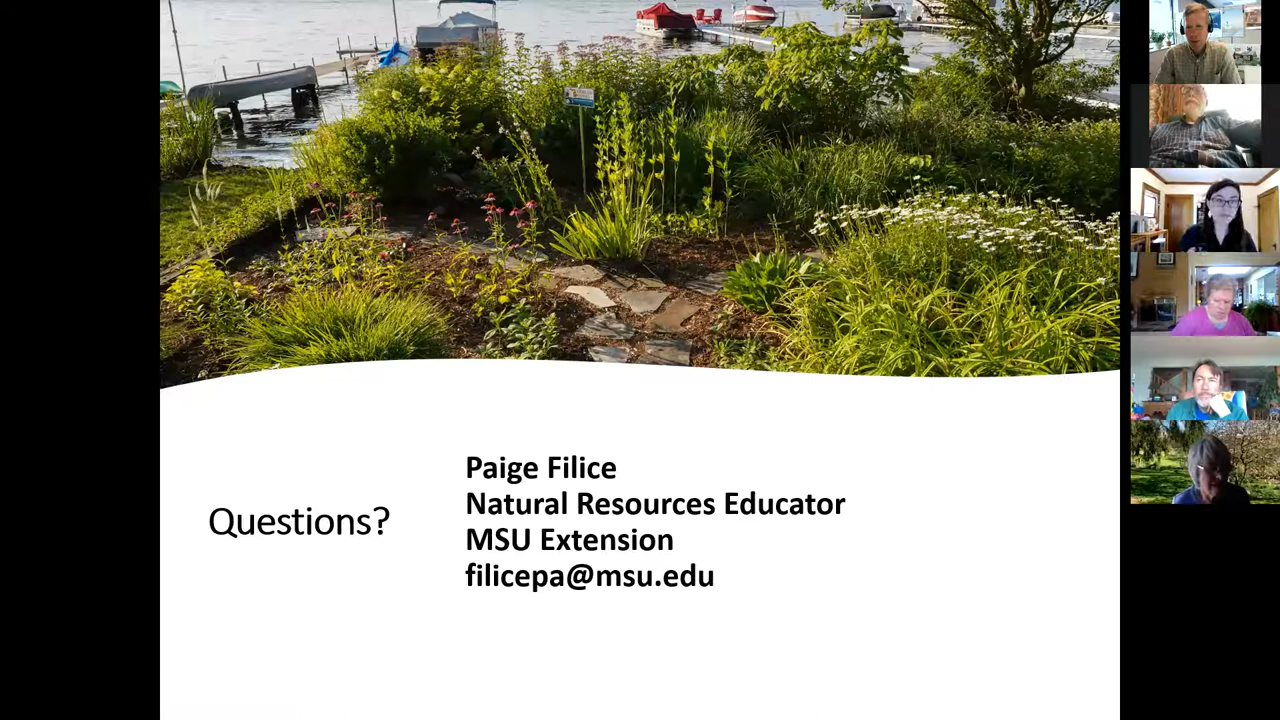 Questions?
Paige Filice
Natural Resources Educator
MSU Extension
filicepa@msu.edu